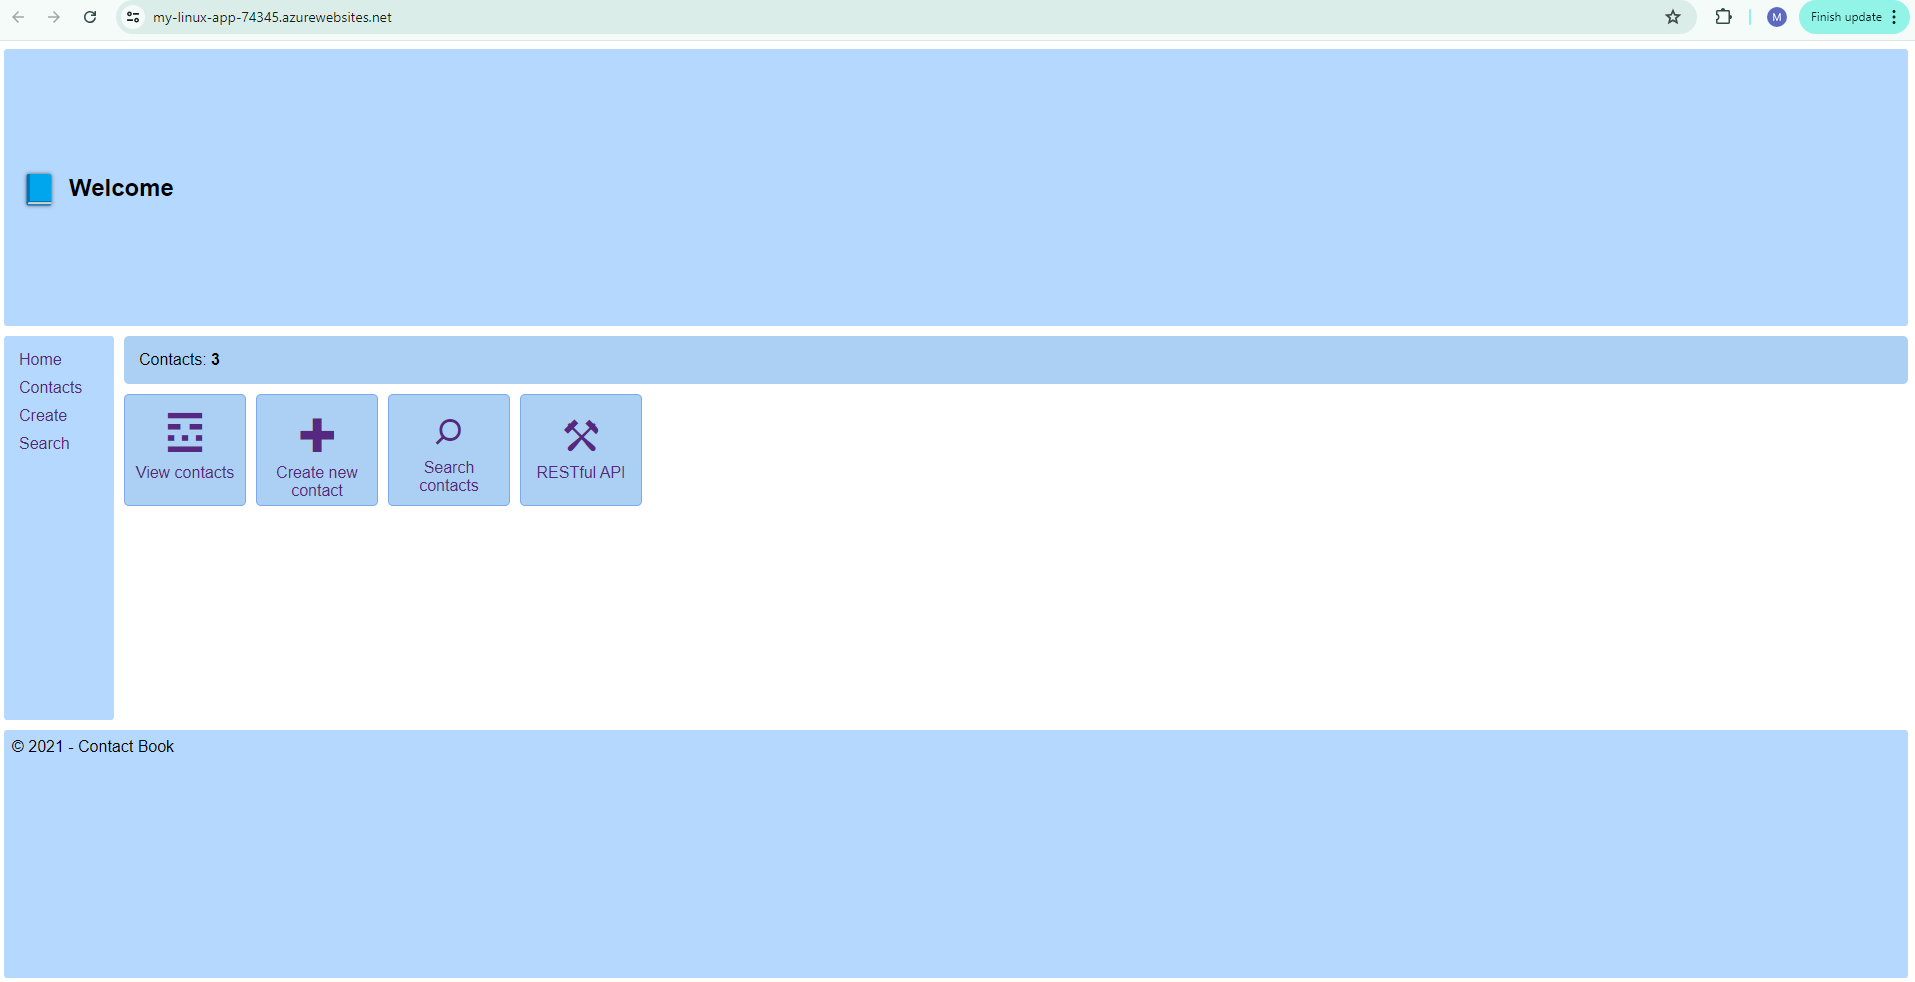 my-linux-app-74345.azurewebsites.net
M
Finish update
Welcome
Home
Contacts
Create
Search
Contacts: 3
View contacts
Create new
contact
Search
contacts
RESTful API
© 2021 - Contact Book